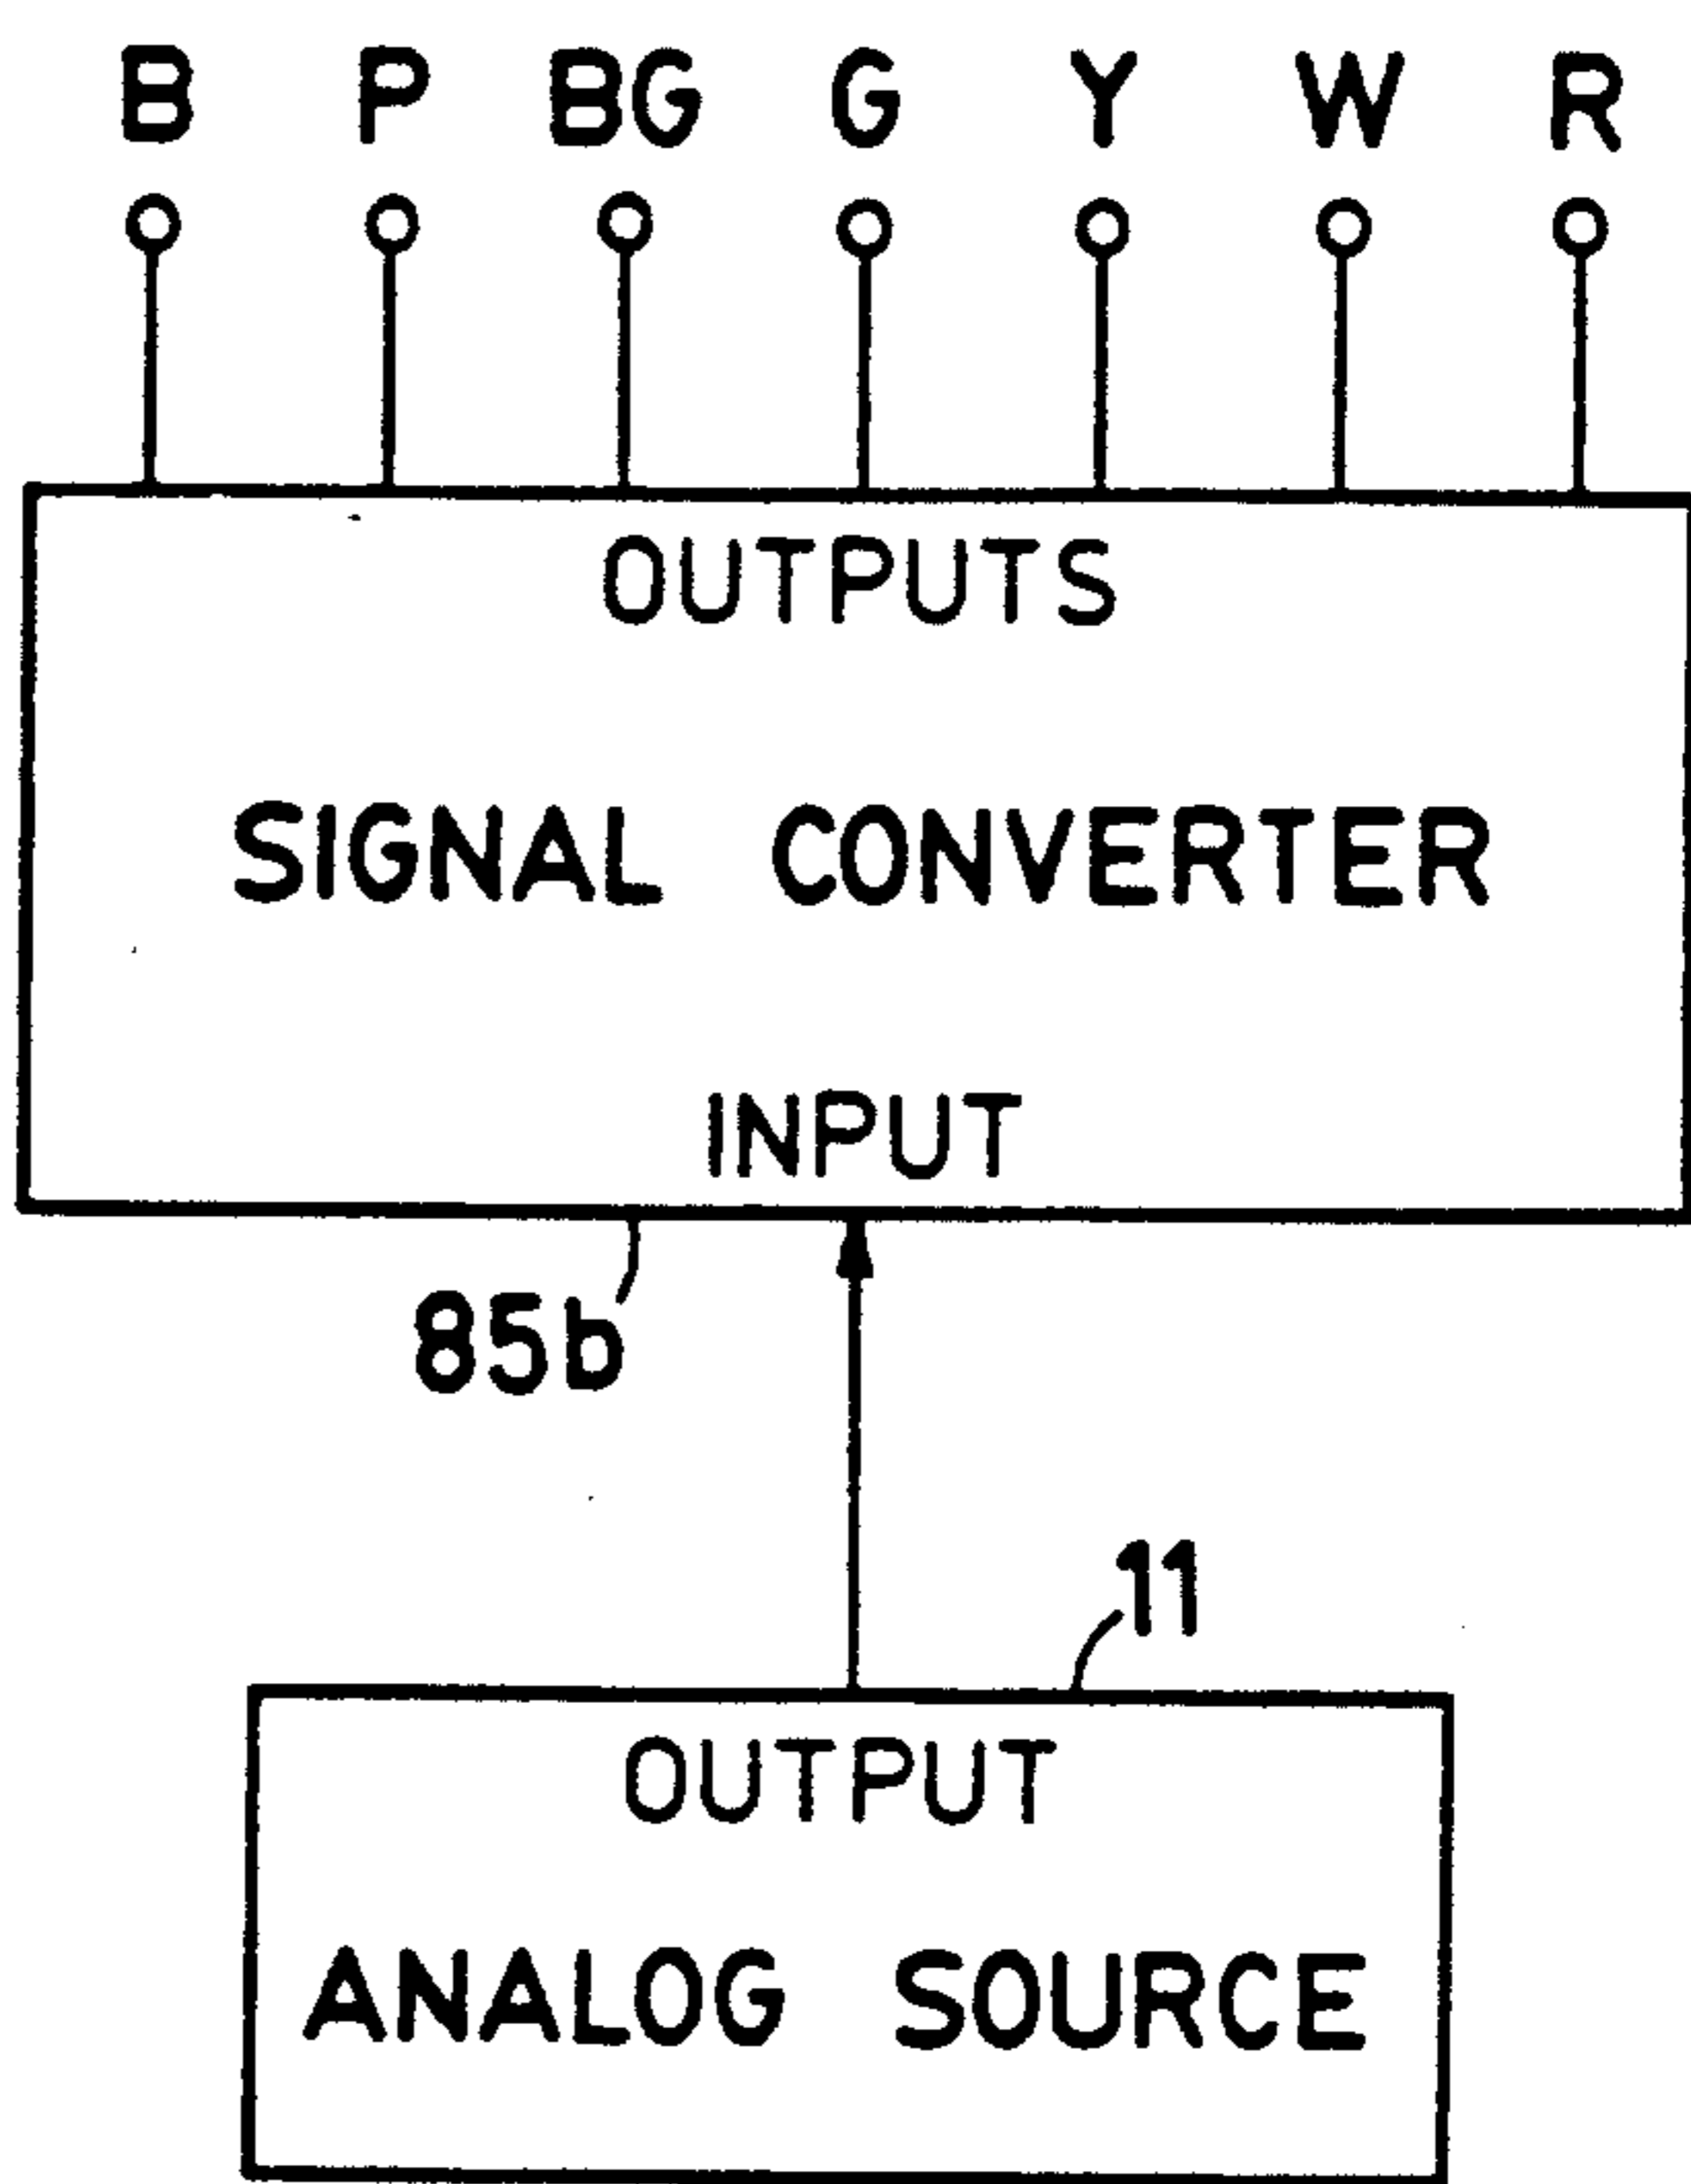 B P BG G Y W R
OUTPUTS
SIGNAL CONVERTER
INPUT
85b
11
OUTPUT
ANALOG SOURCE